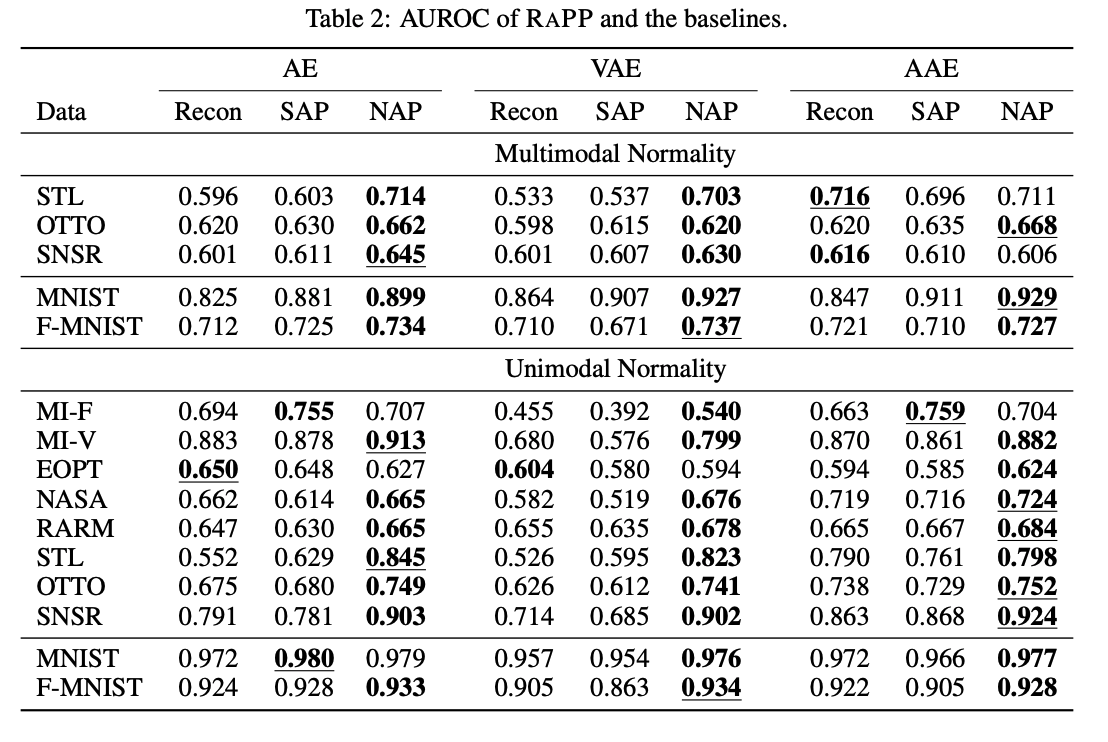 Table 2: AUROC of RAPP and the baselines.
AE VAE AAE
Data Recon SAP NAP Recon SAP NAP Recon SAP NAP
Multimodal Normality
STL 0.596 0.603 0.714 0.533 0.537 0.703 0.716 0.696 0.711
OTTO 0.620 0.630 0.662 0.598 0.615 0.620 0.620 0.635 0.668
SNSR 0.601 0.611 0.645 0.601 0.607 0.630 0.616 0.610 0.606
MNIST 0.825 0.881 0.899 0.864 0.907 0.927 0.847 0.911 0.929
F-MNIST 0.712 0.725 0.734 0.710 0.671 0.737 0.721 0.710 0.727
Unimodal Normality
MI-F 0.694 0.755 0.707 0.455 0.392 0.540 0.663 0.759 0.704
MI-V 0.883 0.878 0.913 0.680 0.576 0.799 0.870 0.861 0.882
EOPT 0.650 0.648 0.627 0.604 0.580 0.594 0.594 0.585 0.624
NASA 0.662 0.614 0.665 0.582 0.519 0.676 0.719 0.716 0.724
RARM 0.647 0.630 0.665 0.655 0.635 0.678 0.665 0.667 0.684
STL 0.552 0.629 0.845 0.526 0.595 0.823 0.790 0.761 0.798
OTTO 0.675 0.680 0.749 0.626 0.612 0.741 0.738 0.729 0.752
SNSR 0.791 0.781 0.903 0.714 0.685 0.902 0.863 0.868 0.924
MNIST 0.972 0.980 0.979 0.957 0.954 0.976 0.972 0.966 0.977
F-MNIST 0.924 0.928 0.933 0.905 0.863 0.934 0.922 0.905 0.928